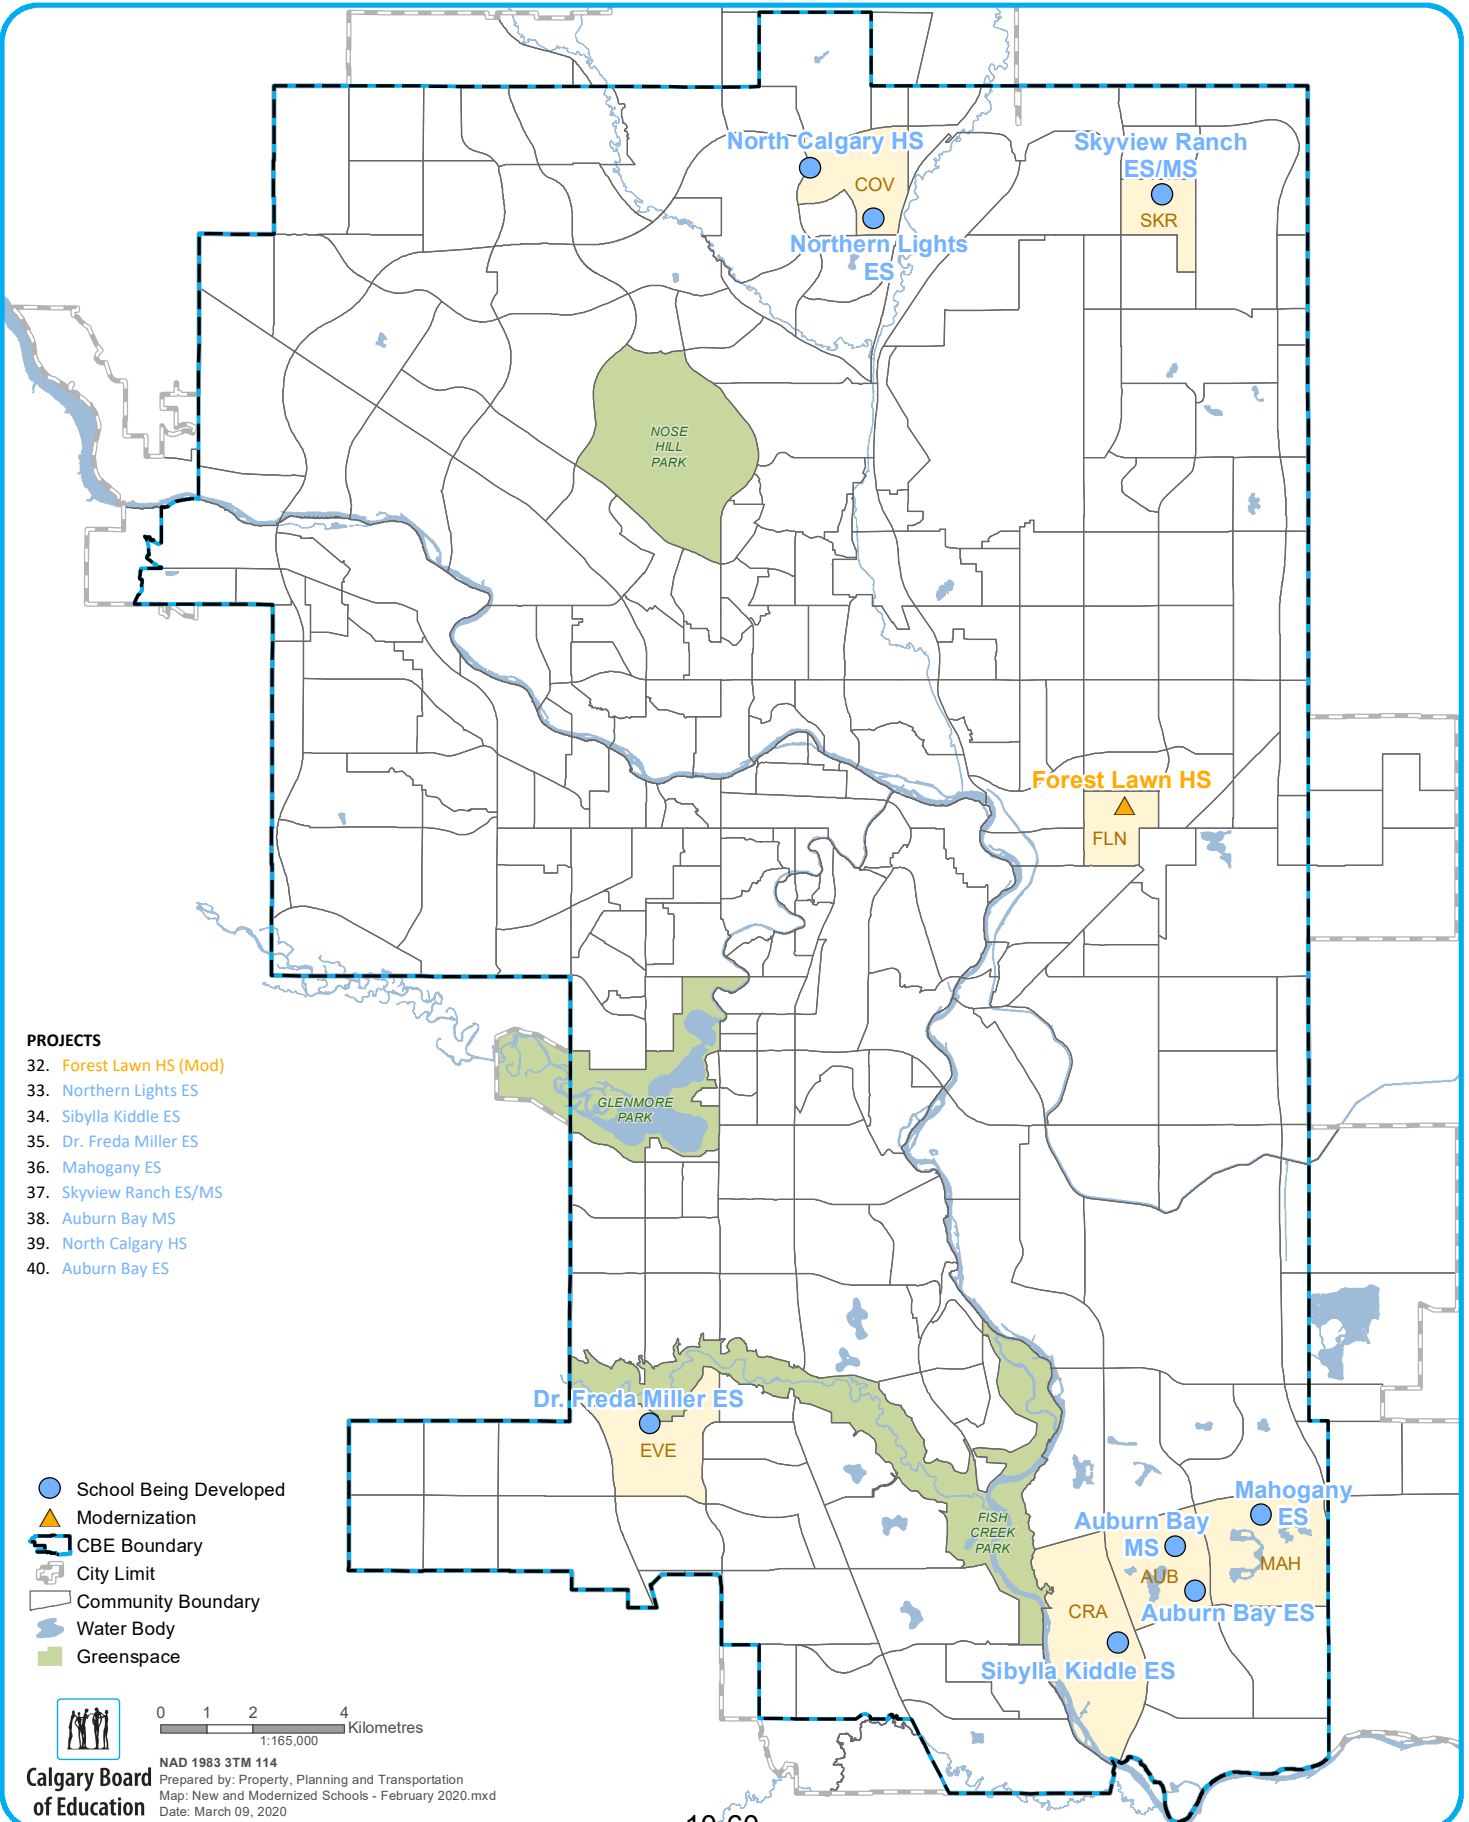 North Calgary HS
COV
Northern Lights
ES
Skyview Ranch
ES/MS
SKR
NOSE
HILL
PARK
Forest Lawn HS
FLN
PROJECTS
32. Forest Lawn HS (Mod)
33. Northern Lights ES
34. Sibylla Kiddle ES
35. Dr. Freda Miller ES
36. Mahogany ES
37. Skyview Ranch ES/MS
38. Auburn Bay MS
39. North Calgary HS
40. Auburn Bay ES
GLENMORE
PARK
Dr. Freda Miller ES
EVE
FISH
CREEK
PARK
Mahogany
ES
MAH
Auburn Bay
MS
AUB
Auburn Bay ES
CRA
Sibylla Kiddle ES
School Being Developed
Modernization
CBE Boundary
City Limit
Community Boundary
Water Body
Greenspace
0 1 2 4
Kilometres
1:165,000
Calgary Board
of Education
NAD 1983 3TM 114
Prepared by: Property, Planning and Transportation
Map: New and Modernized Schools - February 2020.mxd
Date: March 09, 2020